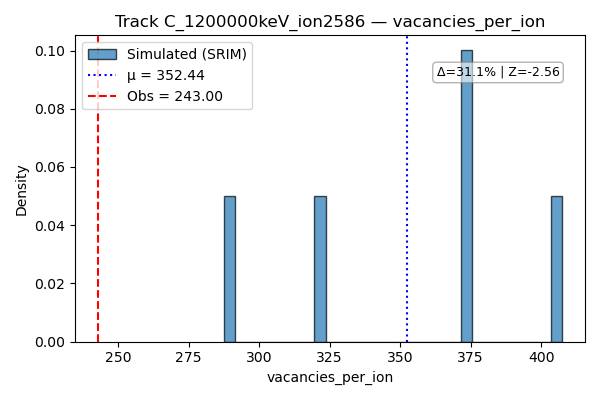 Track C_1200000keV_ion2586 — vacancies_per_ion
Simulated (SRIM)
μ = 352.44
Obs = 243.00
Δ=31.1% | Z=-2.56
Density
0.10
0.08
0.06
0.04
0.02
0.00
250
275
300
325
350
375
400
vacancies_per_ion